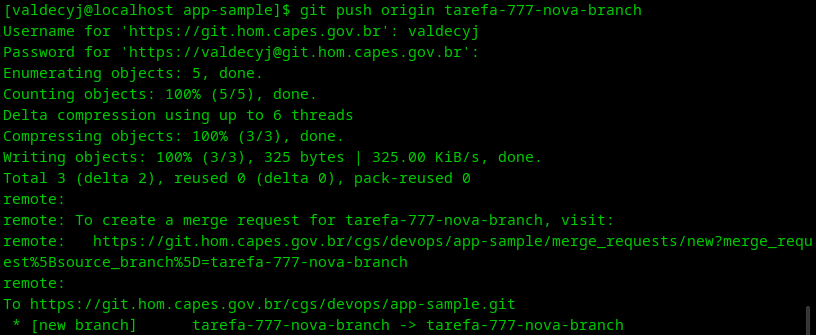 [valdecyj@localhost app-sample]$ git push origin tarefa-777-nova-branch
Username for 'https://git.hom.capes.gov.br': valdecyj
Password for 'https://valdecyj@git.hom.capes.gov.br':
Enumerating objects: 5, done.
Counting objects: 100% (5/5), done.
Delta compression using up to 6 threads
Compressing objects: 100% (3/3), done.
Writing objects: 100% (3/3), 325 bytes | 325.00 KiB/s, done.
Total 3 (delta 2), reused 0 (delta 0), pack-reused 0
remote:
remote: To create a merge request for tarefa-777-nova-branch, visit:
remote:   https://git.hom.capes.gov.br/cgs/devops/app-sample/merge_requests/new?merge_requ
est%5Bsource_branch%5D=tarefa-777-nova-branch
remote:
To https://git.hom.capes.gov.br/cgs/devops/app-sample.git
 * [new branch]      tarefa-777-nova-branch -> tarefa-777-nova-branch